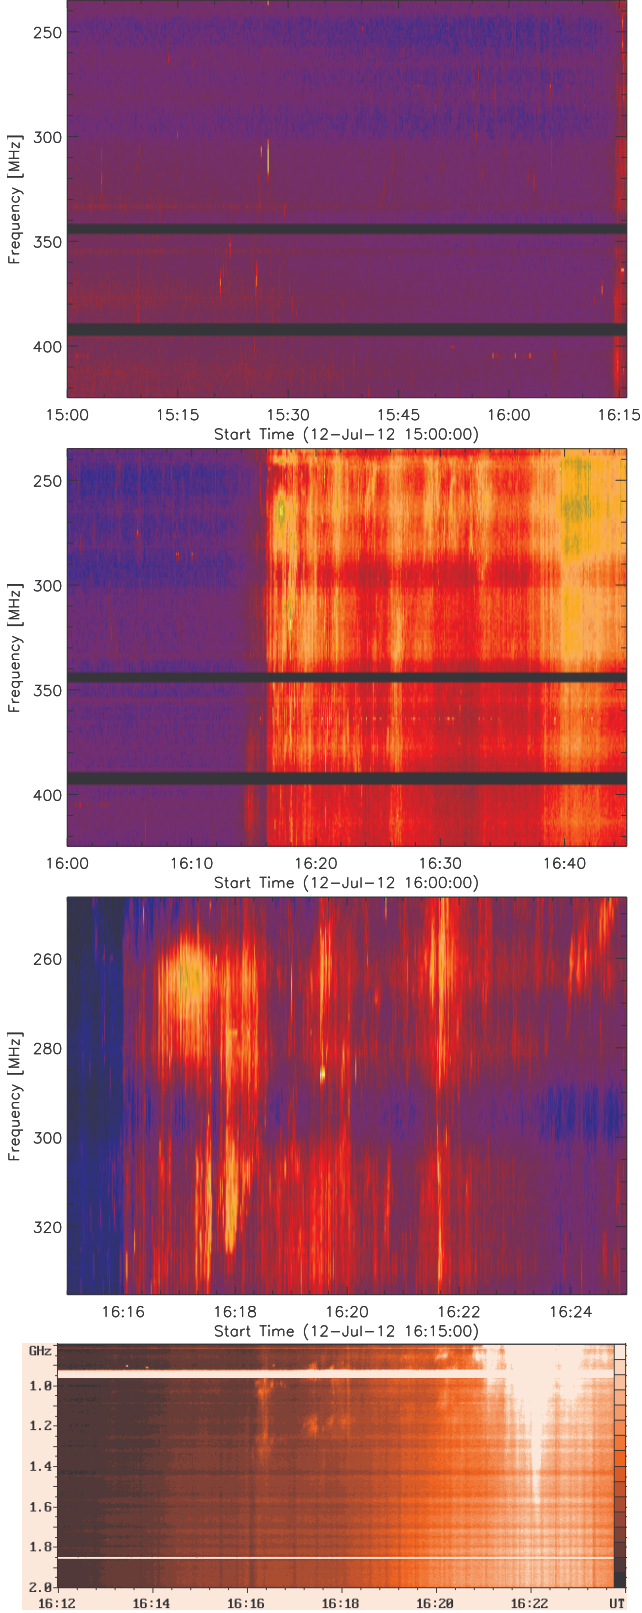 250
300
350
400
Frequency [MHz]
15:00 15:15 15:30 15:45 16:00 16:15
Start Time (12-Jul-12 15:00:00)
250
300
350
400
Frequency [MHz]
16:00 16:10 16:20 16:30 16:40
Start Time (12-Jul-12 16:00:00)
260
280
300
320
Frequency [MHz]
16:16 16:18 16:20 16:22 16:24
Start Time (12-Jul-12 16:15:00)
GHz
1.0
1.2
1.4
1.6
1.8
2.0
16:12 16:14 16:16 16:18 16:20 16:22 UT